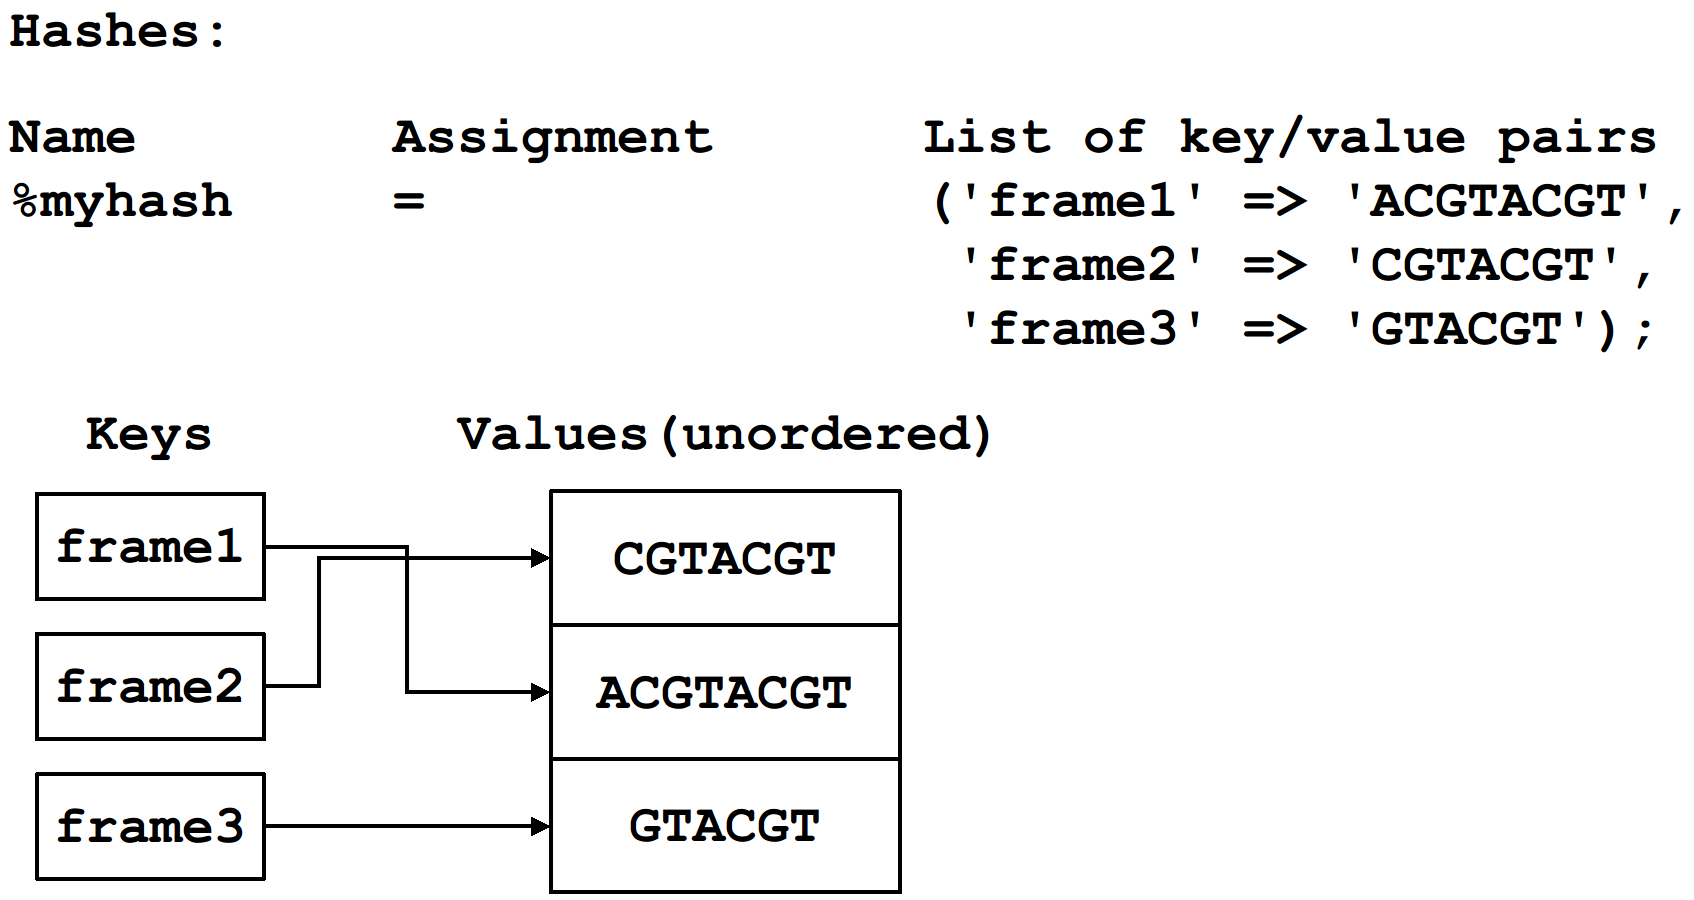 Hashes:
Name Assignment List of key/value pairs
%myhash = ('frame1' => 'ACGTACGT',
'frame2' => 'CGTACGT',
'frame3' => 'GTACGT');
Keys Values(unordered)
frame1 CGTACGT
frame2 ACGTACGT
frame3 GTACGT